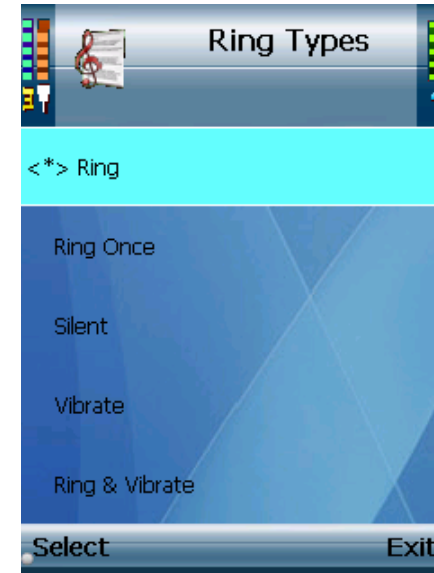 Ring Types
<*> Ring
Ring Once
Silent
Vibrate
Ring & Vibrate
Select Exit